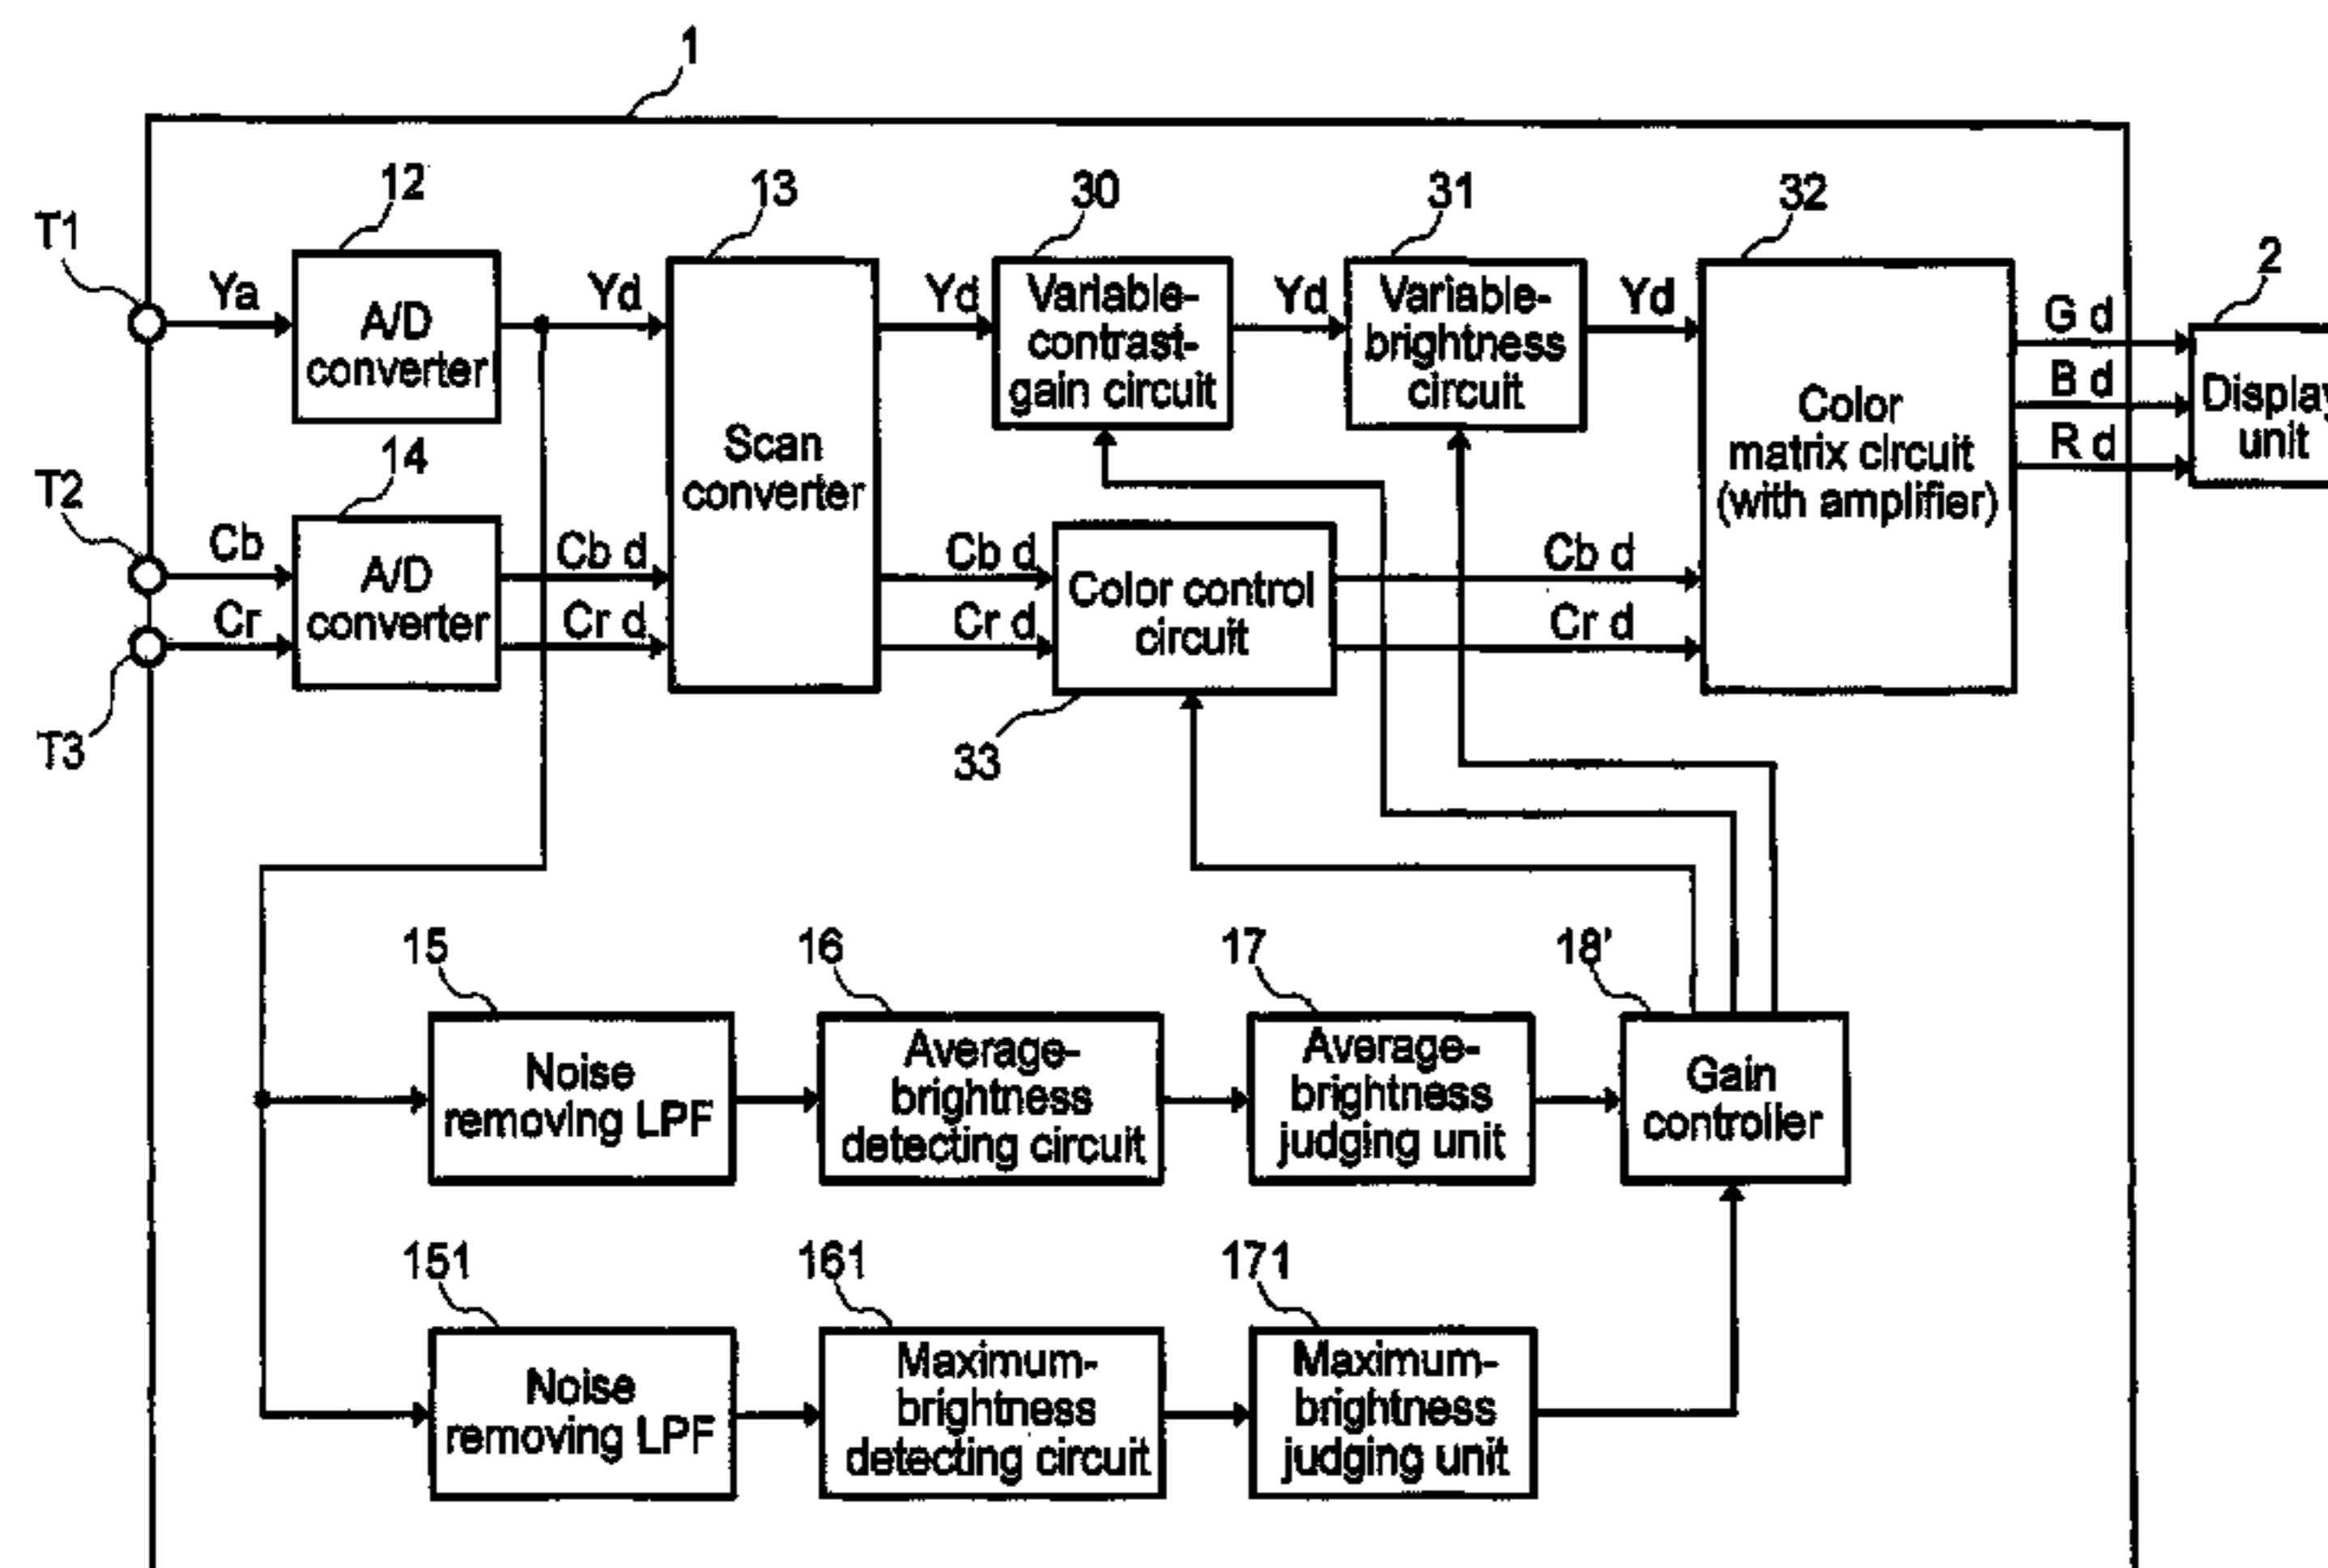 1
12
13
30
31
32
2
T1
Ya
A/D
converter
Yd
Scan
converter
Yd
Variable-
contrast-
gain circuit
Yd
Variable-
brightness
circuit
Yd
Color
matrix circuit
(with amplifier)
G d
B d
R d
Display
unit
14
T2
Cb
Cr
T3
A/D
converter
Cb d
Cr d
Cb d
Cr d
Color control
circuit
33
Cb d
Cr d
15
16
17
18'
Noise
removing LPF
Average-
brightness
detecting circuit
Average-
brightness
judging unit
Gain
controller
151
161
171
Noise
removing LPF
Maximum-
brightness
detecting circuit
Maximum-
brightness
judging unit